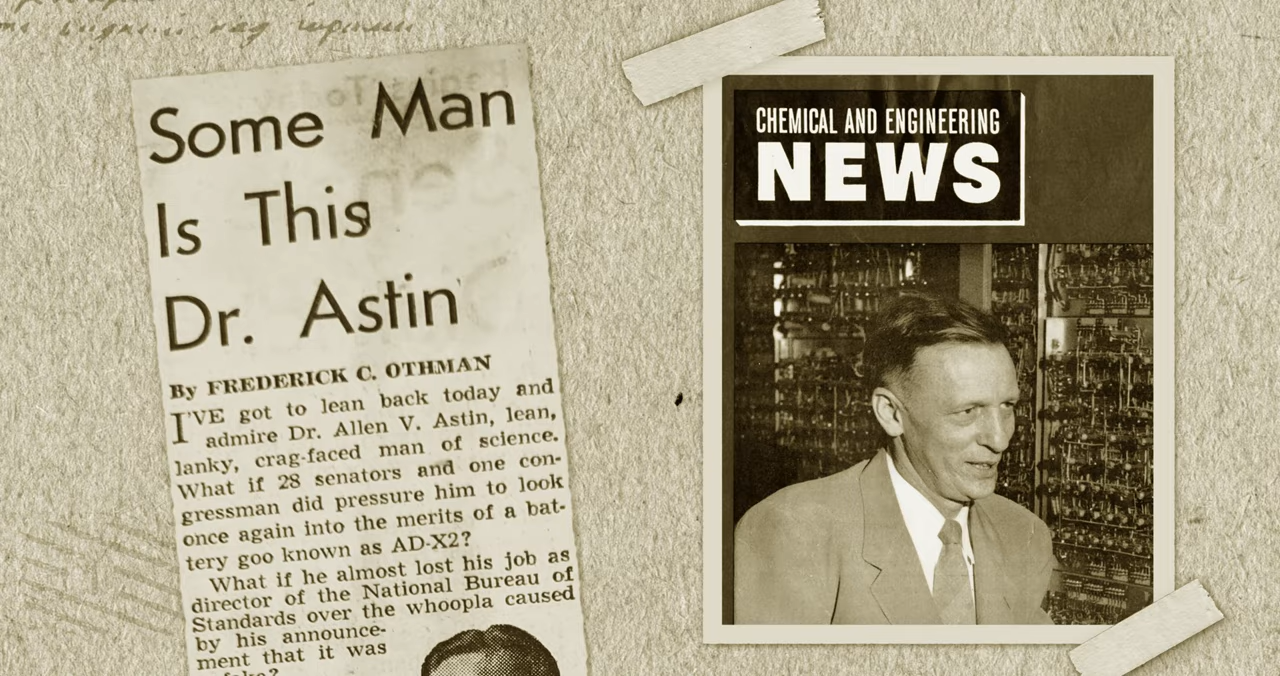 Some Man
Is This
Dr. Astin
By FREDERICK C. OTHMAN
I'VE got to lean back today and
admire Dr. Allen V. Astin, lean,
lanky, crag-faced man of science.
What if 28 senators and one con-
gressman did pressure him to look
once again into the merits of a bat-
tery goo known as AD-X2?
What if he almost lost his job as
director of the National Bureau of
Standards over the whoopla caused
by his announce-
ment that it was
CHEMICAL AND ENGINEERING
NEWS